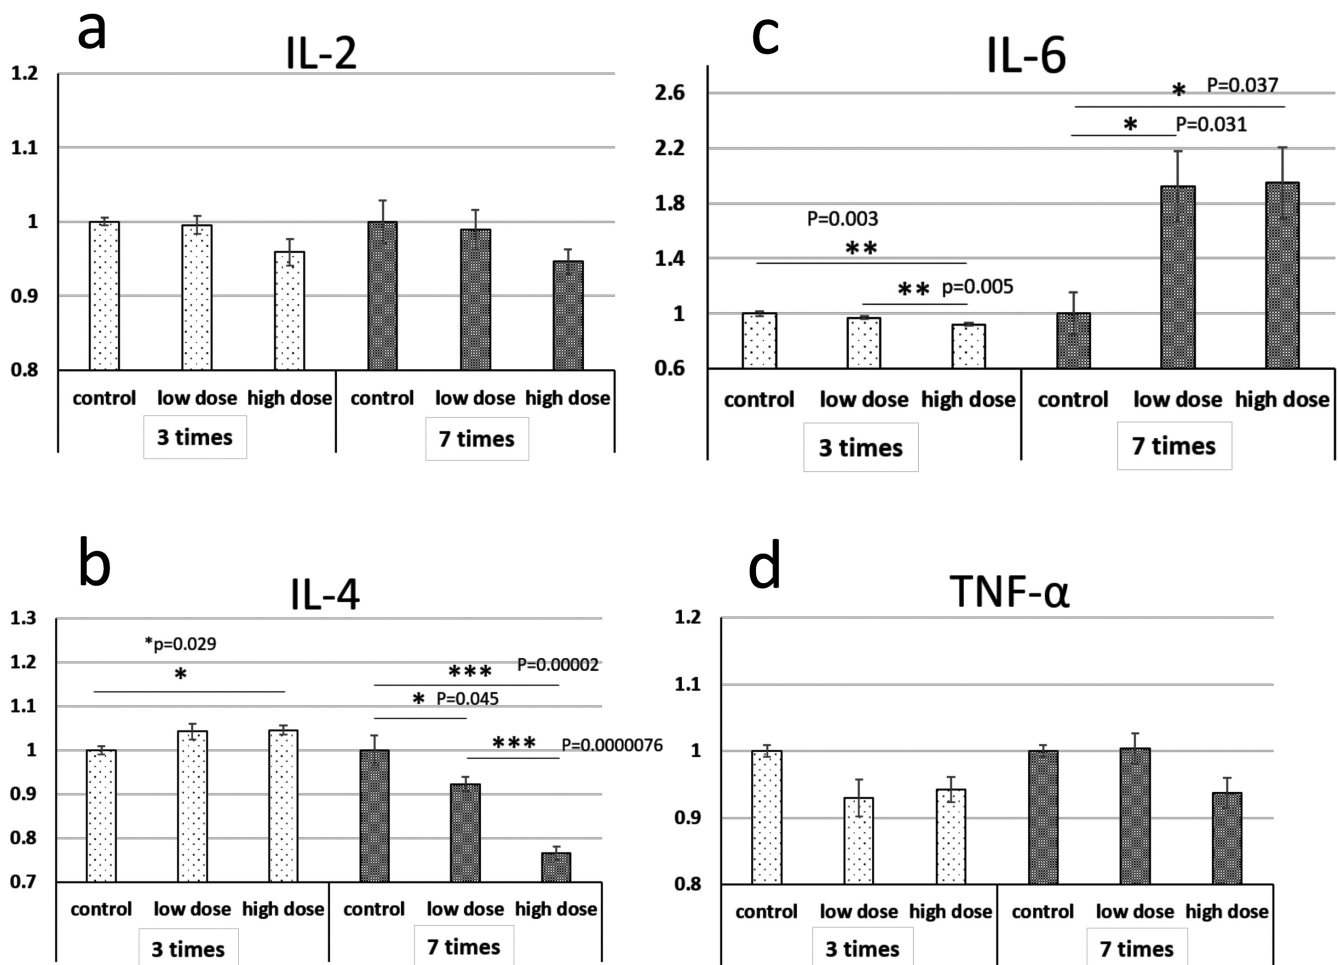 a
IL-2
1.2
1.1
1
0.9
0.8
control low dose high dose control low dose high dose
3 times 7 times
c
IL-6
2.6
2.2
1.8
1.4
1
0.6
* P=0.037
* P=0.031
P=0.003
**
** p=0.005
control low dose high dose control low dose high dose
3 times 7 times
b
IL-4
1.3
1.2
1.1
1
0.9
0.8
0.7
*p=0.029
*
*** P=0.00002
* P=0.045
*** P=0.0000076
control low dose high dose control low dose high dose
3 times 7 times
d
TNF-α
1.2
1.1
1
0.9
0.8
control low dose high dose control low dose high dose
3 times 7 times